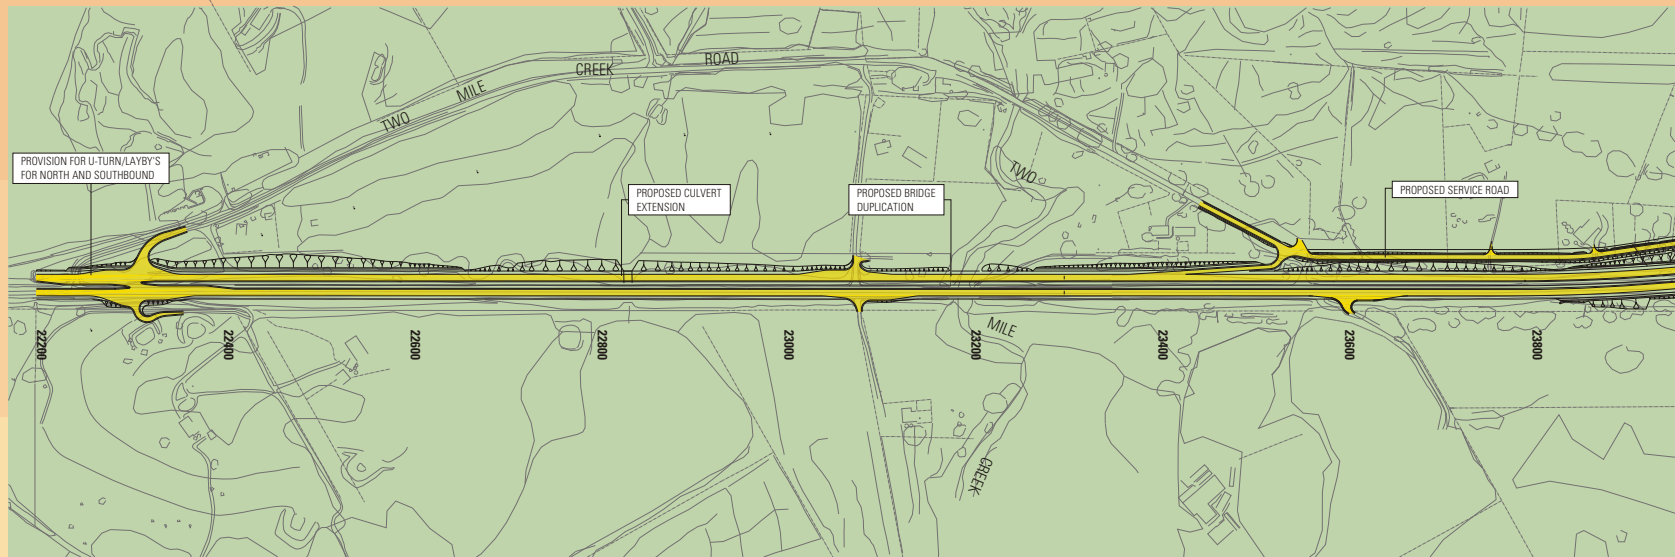 TWO MILE CREEK ROAD
PROVISION FOR U-TURN/LAYBY'S
FOR NORTH AND SOUTHBOUND
PROPOSED CULVERT
EXTENSION
PROPOSED BRIDGE
DUPLICATION
TWO
PROPOSED SERVICE ROAD
MILE
CREEK
22200
22400
22600
22800
23000
23200
23400
23600
23800